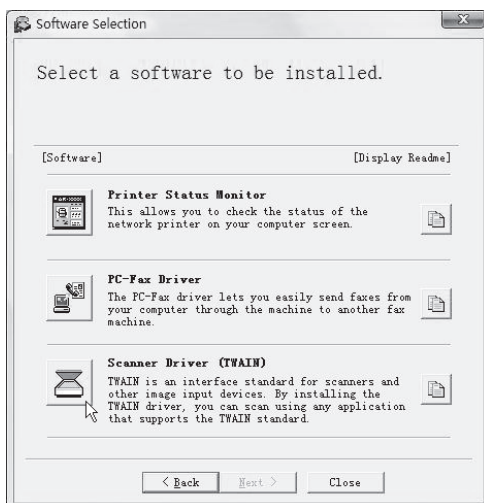 Software Selection
Select a software to be installed.
[Software] [Display Readme]
Printer Status Monitor
This allows you to check the status of the
network printer on your computer screen.
PC-Fax Driver
The PC-Fax driver lets you easily send faxes from
your computer through the machine to another fax
machine.
Scanner Driver (TWAIN)
TWAIN is an interface standard for scanners and
other image input devices. By installing the
TWAIN driver, you can scan using any application
that supports the TWAIN standard.
< Back Next > Close